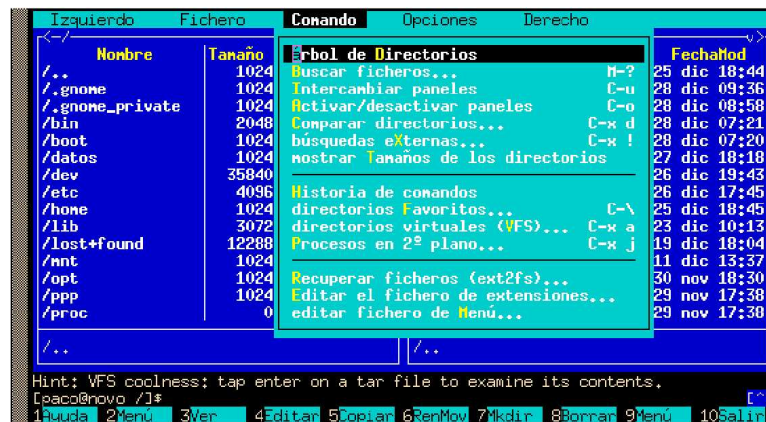 Izquierdo Fichero Comando Opciones Derecho
<-/ v>
Nombre Tamaño FechaMod
/.. 1024 25 dic 18:44
/.gnome 1024 28 dic 09:36
/.gnome_private 1024 28 dic 08:58
/bin 2048 28 dic 07:21
/boot 1024 28 dic 07:20
/datos 1024 27 dic 18:18
/dev 35840 26 dic 19:43
/etc 4096 26 dic 17:45
/home 1024 25 dic 18:45
/lib 3072 23 dic 10:13
/lost+found 12288 19 dic 18:04
/mnt 1024 11 dic 13:37
/opt 1024 30 nov 18:30
/ppp 1024 29 nov 17:38
/proc 0 29 nov 17:38
Árbol de Directorios
Buscar ficheros... M-?
Intercambiar paneles C-u
Activar/desactivar paneles C-o
Comparar directorios... C-x d
búsquedas eXternas... C-x !
mostrar Tamaños de los directorios
Historia de comandos
directorios Favoritos... C-\
directorios virtuales (VFS)... C-x a
Procesos en 2º plano... C-x j
Recuperar ficheros (ext2fs)...
Editar el fichero de extensiones...
editar fichero de Menú...
/.. /..
Hint: VFS coolness: tap enter on a tar file to examine its contents.
[paco@novo /]$ [^
1Ayuda 2Menú 3Ver 4Editar 5Copiar 6RenMov 7Mkdir 8Borrar 9Menú 10Salir